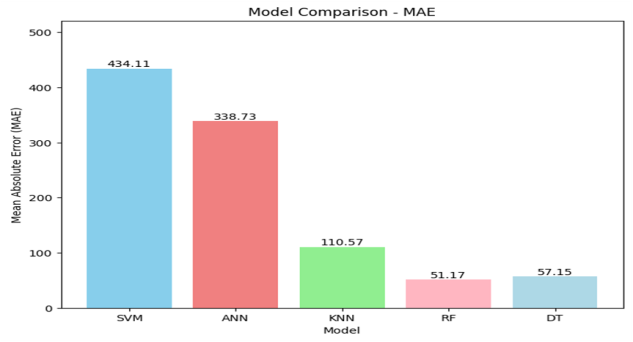 Model Comparison - MAE
Mean Absolute Error (MAE)
500
400
300
200
100
0
434.11
338.73
110.57
51.17
57.15
SVM ANN KNN RF DT
Model